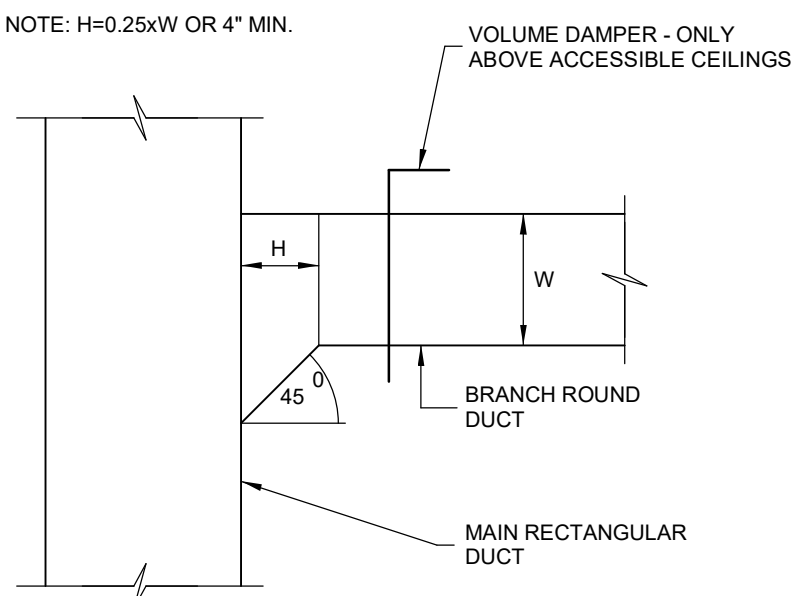 NOTE: H=0.25xW OR 4" MIN.
VOLUME DAMPER - ONLY
ABOVE ACCESSIBLE CEILINGS
H
W
45 0
BRANCH ROUND
DUCT
MAIN RECTANGULAR
DUCT